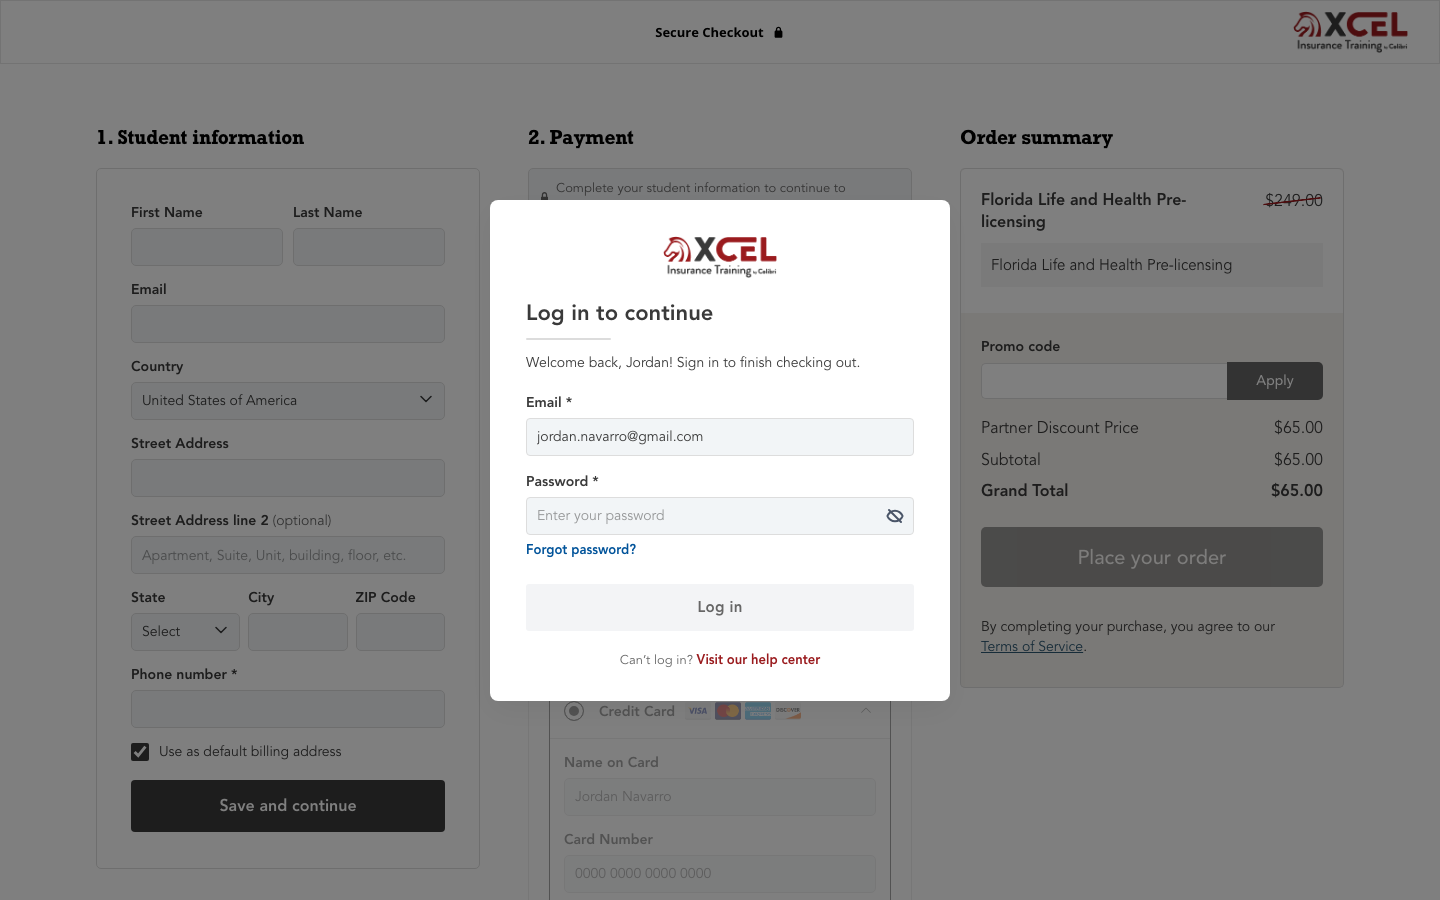 Secure Checkout
XCEL
Insurance Training by Calibri
1. Student information
First Name
Last Name
Email
Country
United States of America
Street Address
Street Address line 2 (optional)
Apartment, Suite, Unit, building, floor, etc.
State
City
ZIP Code
Select
Phone number *
Use as default billing address
Save and continue
2. Payment
Complete your student information to continue to
XCEL
Insurance Training by Calibri
Log in to continue
Welcome back, Jordan! Sign in to finish checking out.
Email *
jordan.navarro@gmail.com
Password *
Enter your password
Forgot password?
Log in
Can't log in? Visit our help center
Credit Card
VISA
DISCOVER
Name on Card
Jordan Navarro
Card Number
0000 0000 0000 0000
Order summary
Florida Life and Health Pre-
licensing
$249.00
Florida Life and Health Pre-licensing
Promo code
Apply
Partner Discount Price $65.00
Subtotal $65.00
Grand Total $65.00
Place your order
By completing your purchase, you agree to our
Terms of Service.